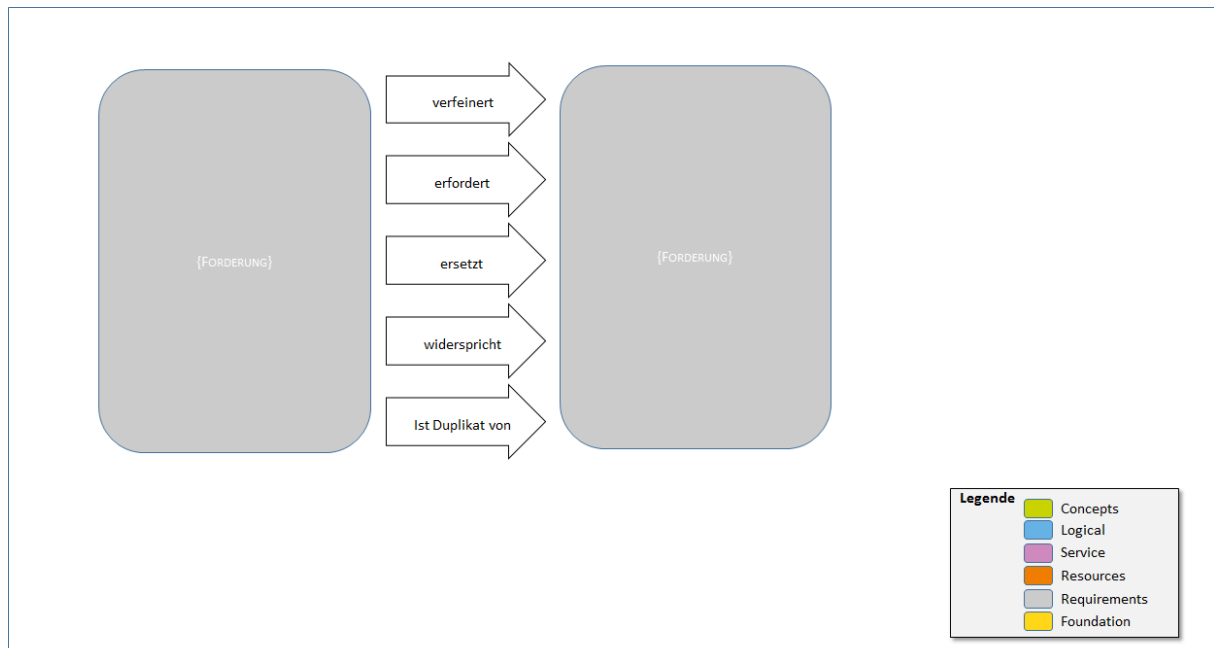 {FORDERUNG}
verfeinert
erfordert
ersetzt
widerspricht
Ist Duplikat von
{FORDERUNG}
Legende
Concepts
Logical
Service
Resources
Requirements
Foundation